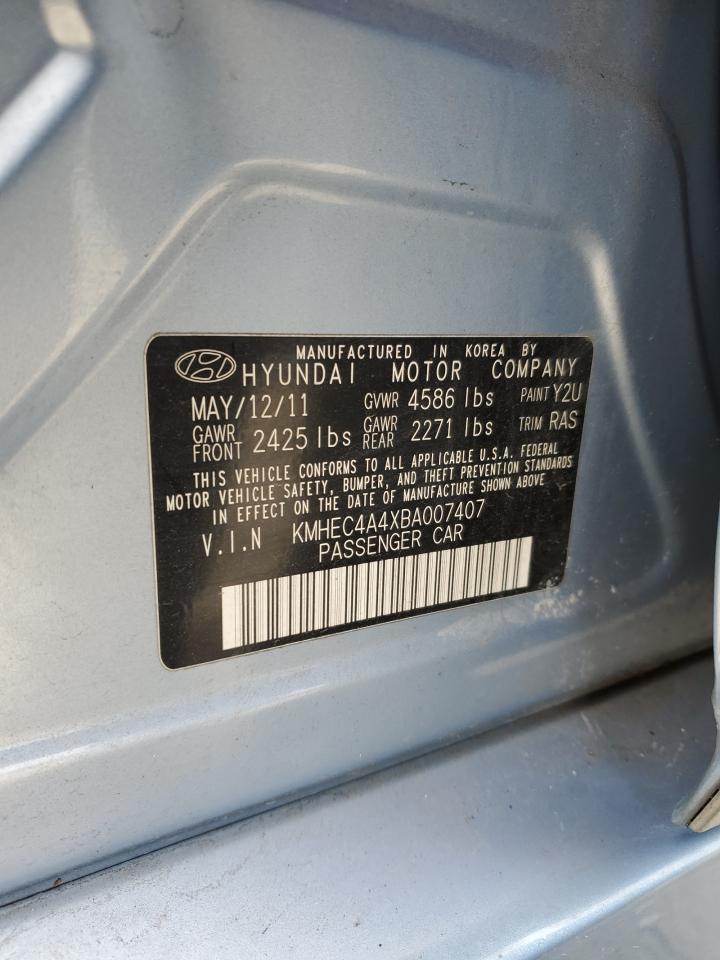 MANUFACTURED IN KOREA BY
HYUNDAI MOTOR COMPANY
MAY/12/11 GVWR 4586 lbs PAINT Y2U
GAWR FRONT 2425 lbs GAWR REAR 2271 lbs TRIM RAS
THIS VEHICLE CONFORMS TO ALL APPLICABLE U.S.A. FEDERAL
MOTOR VEHICLE SAFETY, BUMPER, AND THEFT PREVENTION STANDARDS
IN EFFECT ON THE DATE OF MANUFACTURE SHOWN ABOVE
V.I.N KMHEC4A4XBA007407
PASSENGER CAR